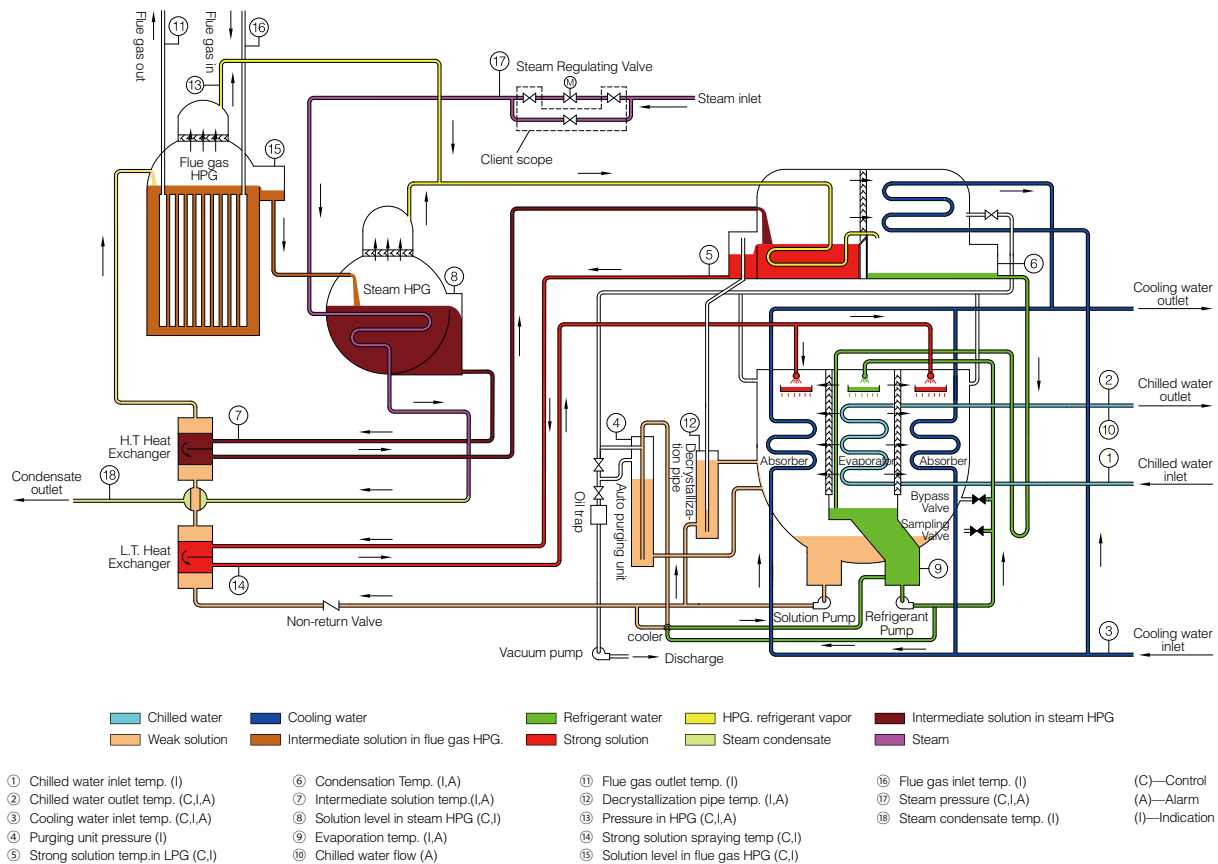 Flue gas out
11
Flue gas in
16
13
17
Steam Regulating Valve
M
Steam inlet
Client scope
Flue gas
HPG
15
Steam HPG
8
5
6
Cooling water
outlet
2
Chilled water
outlet
10
7
4
12
H.T Heat
Exchanger
Decrystalliza-
tion pipe
Absorber
Evaporator
Absorber
1
Chilled water
inlet
18
Condensate
outlet
Oil trap
Auto purging unit
Bypass
Valve
Sampling
Valve
L.T. Heat
Exchanger
14
9
Non-return Valve
Solution Pump
Refrigerant
Pump
cooler
3
Cooling water
inlet
Vacuum pump
Discharge
Chilled water
Cooling water
Refrigerant water
HPG. refrigerant vapor
Intermediate solution in steam HPG
Weak solution
Intermediate solution in flue gas HPG.
Strong solution
Steam condensate
Steam
1 Chilled water inlet temp. (I)
2 Chilled water outlet temp. (C,I,A)
3 Cooling water inlet temp. (C,I,A)
4 Purging unit pressure (I)
5 Strong solution temp.in LPG (C,I)
6 Condensation Temp. (I,A)
7 Intermediate solution temp.(I,A)
8 Solution level in steam HPG (C,I)
9 Evaporation temp. (I,A)
10 Chilled water flow (A)
11 Flue gas outlet temp. (I)
12 Decrystallization pipe temp. (I,A)
13 Pressure in HPG (C,I,A)
14 Strong solution spraying temp (C,I)
15 Solution level in flue gas HPG (C,I)
16 Flue gas inlet temp. (I)
17 Steam pressure (C,I,A)
18 Steam condensate temp. (I)
(C)—Control
(A)—Alarm
(I)—Indication